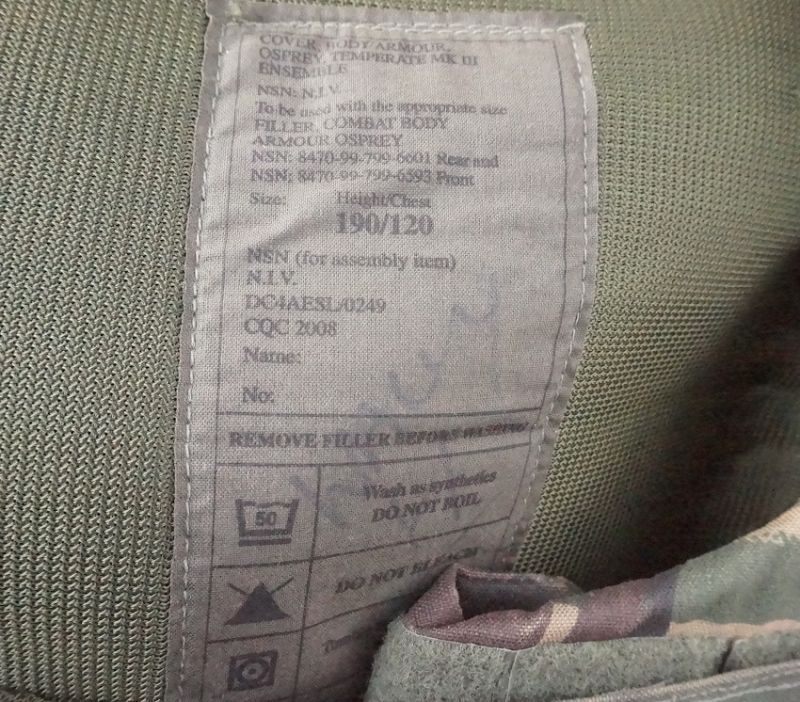 COVER, BODY ARMOUR,
OSPREY, TEMPERATE MK III
ENSEMBLE
NSN: N.I.V.
To be used with the appropriate size
FILLER, COMBAT BODY
ARMOUR OSPREY
NSN: 8470-99-799-6601 Rear and
NSN: 8470-99-799-6593 Front
Size: Height/Chest
190/120
NSN (for assembly item)
N.I.V.
DC4AESL/0249
CQC 2008
Name:
No:
REMOVE FILLER BEFORE WASHING
50
Wash as synthetics
DO NOT BOIL
DO NOT BLEACH